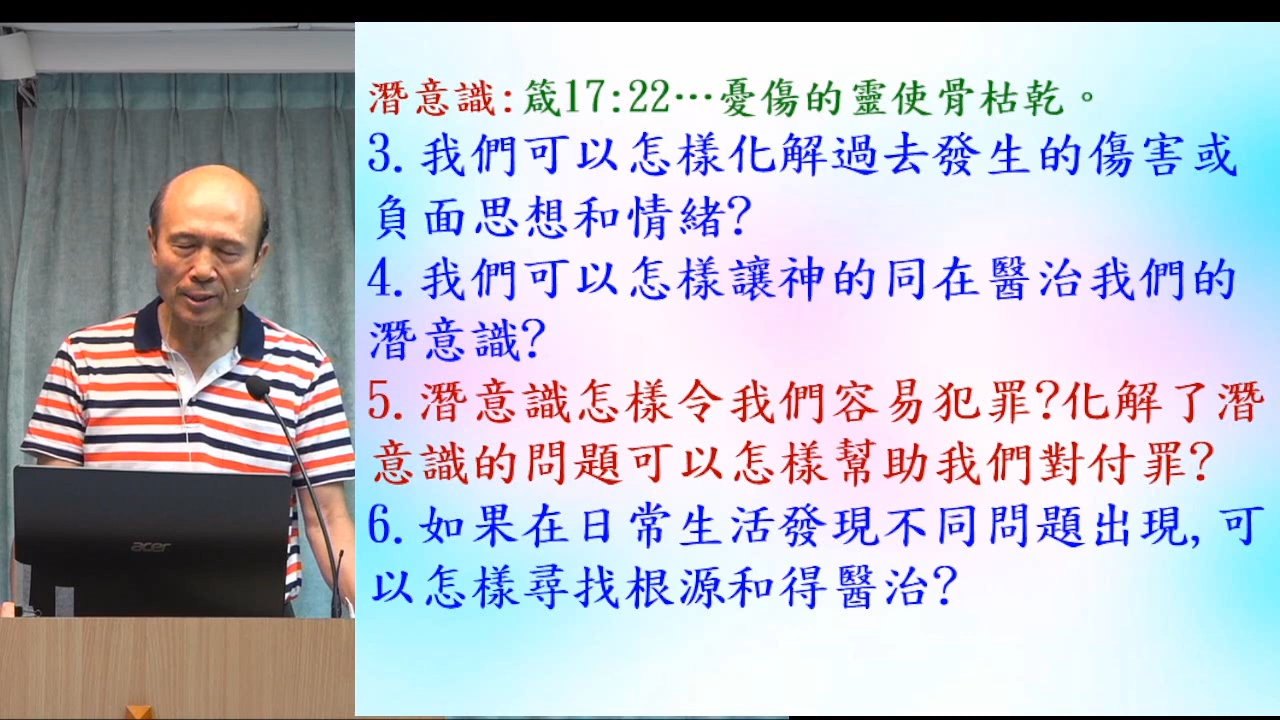 潛意識:箴17:22…憂傷的靈使骨枯乾。
3.我們可以怎樣化解過去發生的傷害或
負面思想和情緒?
4.我們可以怎樣讓神的同在醫治我們的
潛意識?
5.潛意識怎樣令我們容易犯罪?化解了潛
意識的問題可以怎樣幫助我們對付罪?
6.如果在日常生活發現不同問題出現,可
以怎樣尋找根源和得醫治?
acer